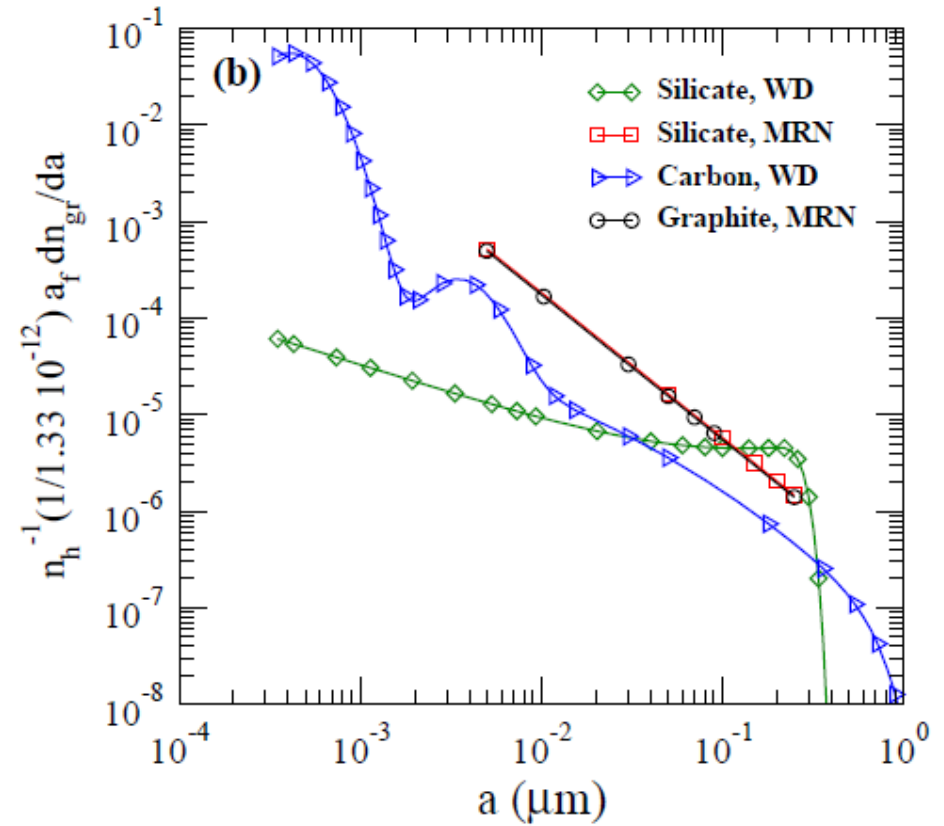 (b)
Silicate, WD
Silicate, MRN
Carbon, WD
Graphite, MRN
10⁻¹
10⁻²
10⁻³
10⁻⁴
10⁻⁵
10⁻⁶
10⁻⁷
10⁻⁸
n_h⁻¹(1/1.33 10⁻¹²) a_f dn_gr/da
10⁻⁴ 10⁻³ 10⁻² 10⁻¹ 10⁰
a (μm)